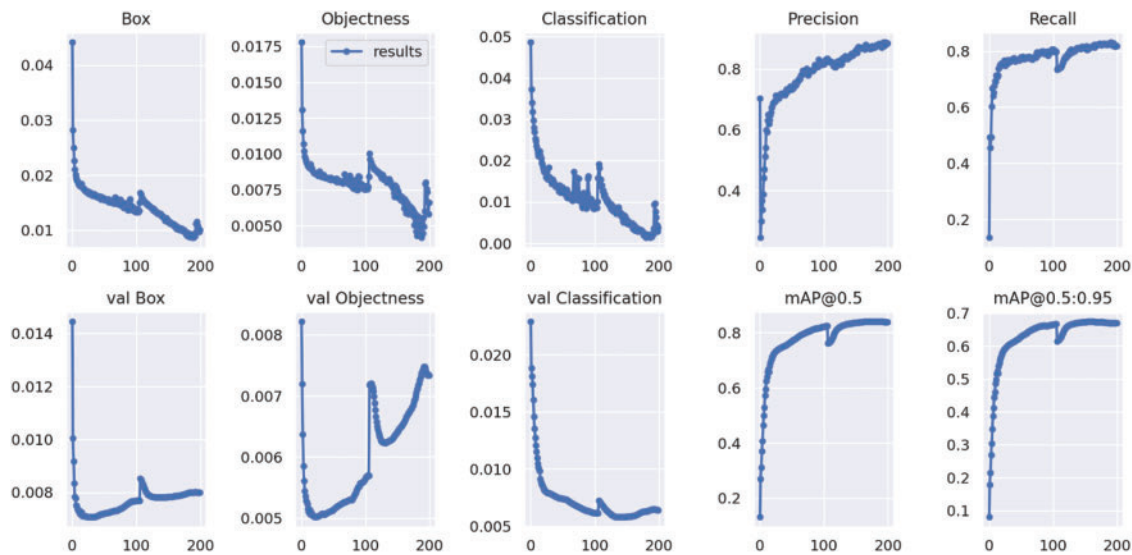 Box
0.04
0.03
0.02
0.01
0 100 200
Objectness
results
0.0175
0.0150
0.0125
0.0100
0.0075
0.0050
0 100 200
Classification
0.05
0.04
0.03
0.02
0.01
0.00
0 100 200
Precision
0.8
0.6
0.4
0 100 200
Recall
0.8
0.6
0.4
0.2
0 100 200
val Box
0.014
0.012
0.010
0.008
0 100 200
val Objectness
0.008
0.007
0.006
0.005
0 100 200
val Classification
0.020
0.015
0.010
0.005
0 100 200
mAP@0.5
0.8
0.6
0.4
0.2
0 100 200
mAP@0.5:0.95
0.7
0.6
0.5
0.4
0.3
0.2
0.1
0 100 200